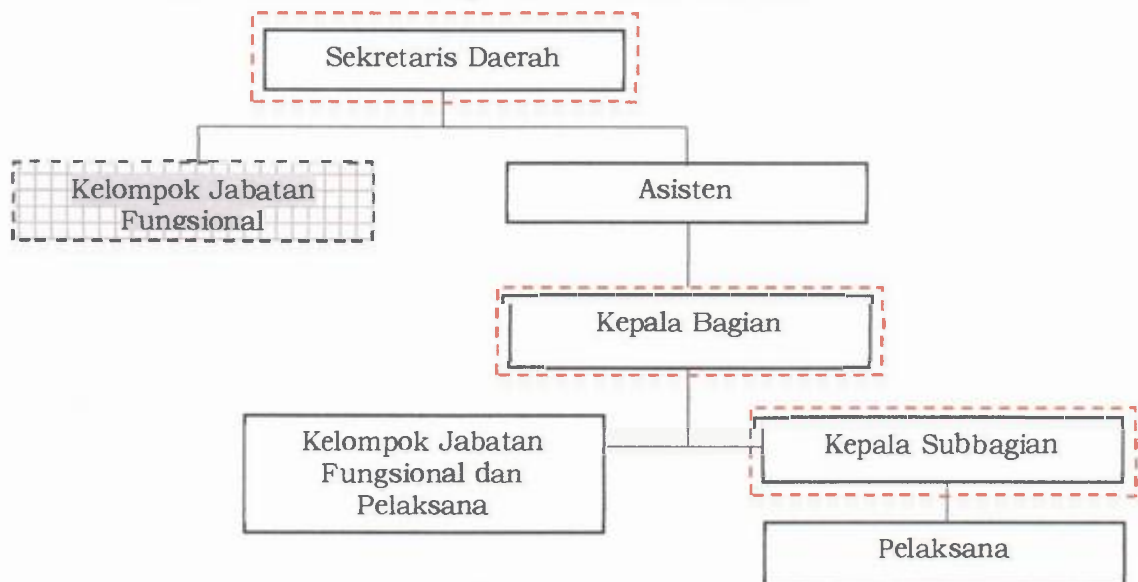 Sekretaris Daerah
Kelompok Jabatan
Fungsional
Asisten
Kepala Bagian
Kelompok Jabatan
Fungsional dan
Pelaksana
Kepala Subbagian
Pelaksana